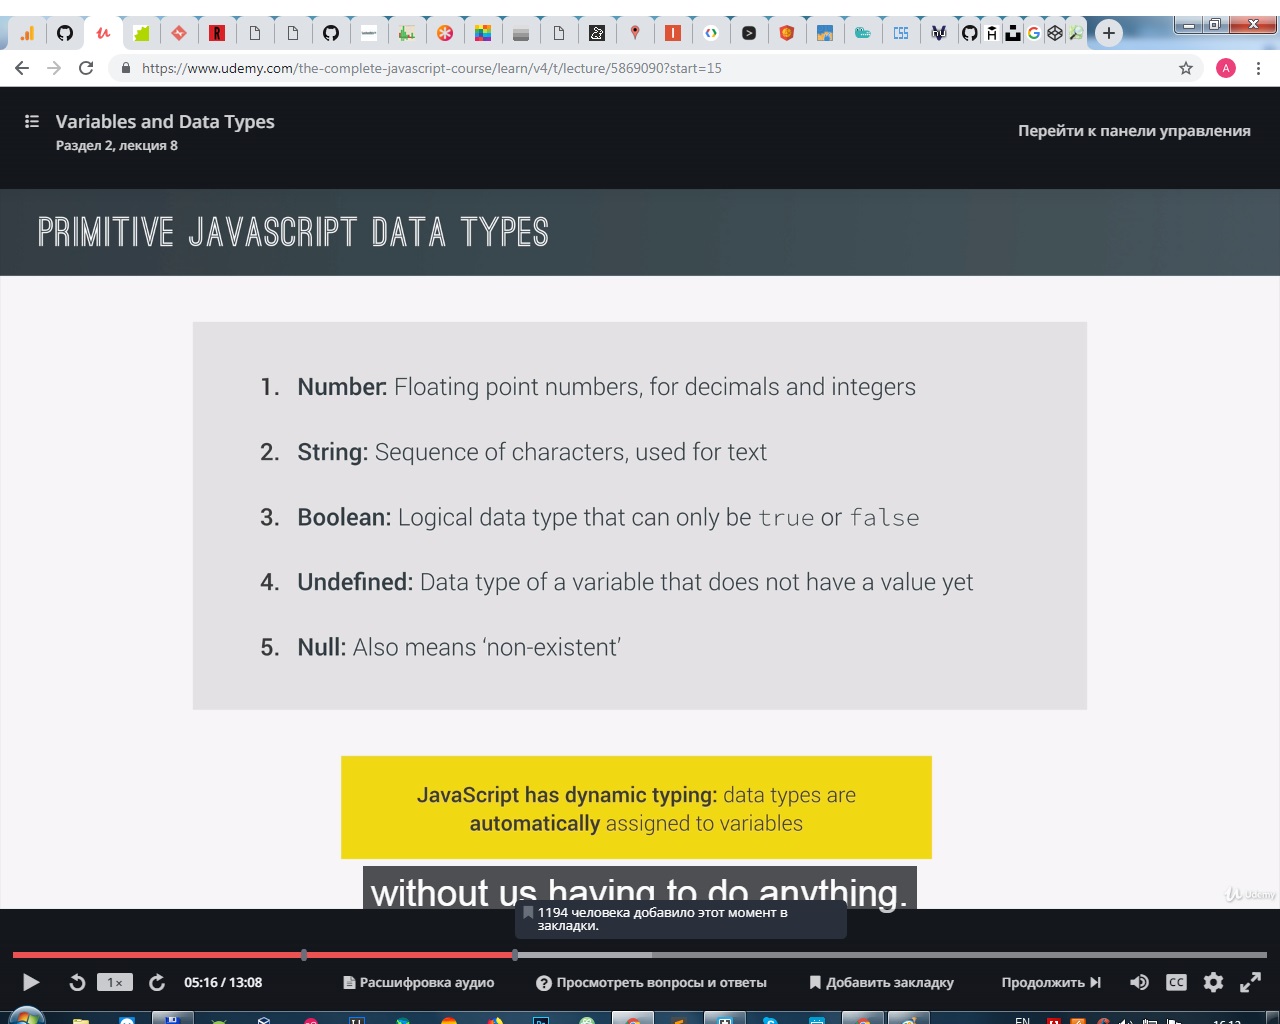 https://www.udemy.com/the-complete-javascript-course/learn/v4/t/lecture/5869090?start=15
A
Variables and Data Types
Раздел 2, лекция 8
Перейти к панели управления
PRIMITIVE JAVASCRIPT DATA TYPES
1. Number: Floating point numbers, for decimals and integers
2. String: Sequence of characters, used for text
3. Boolean: Logical data type that can only be true or false
4. Undefined: Data type of a variable that does not have a value yet
5. Null: Also means ‘non-existent’
JavaScript has dynamic typing: data types are
automatically assigned to variables
without us having to do anything.
Udemy
1194 человека добавило этот момент в
закладки.
1×
05:16 / 13:08
Расшифровка аудио
Просмотреть вопросы и ответы
Добавить закладку
Продолжить
CC
EN